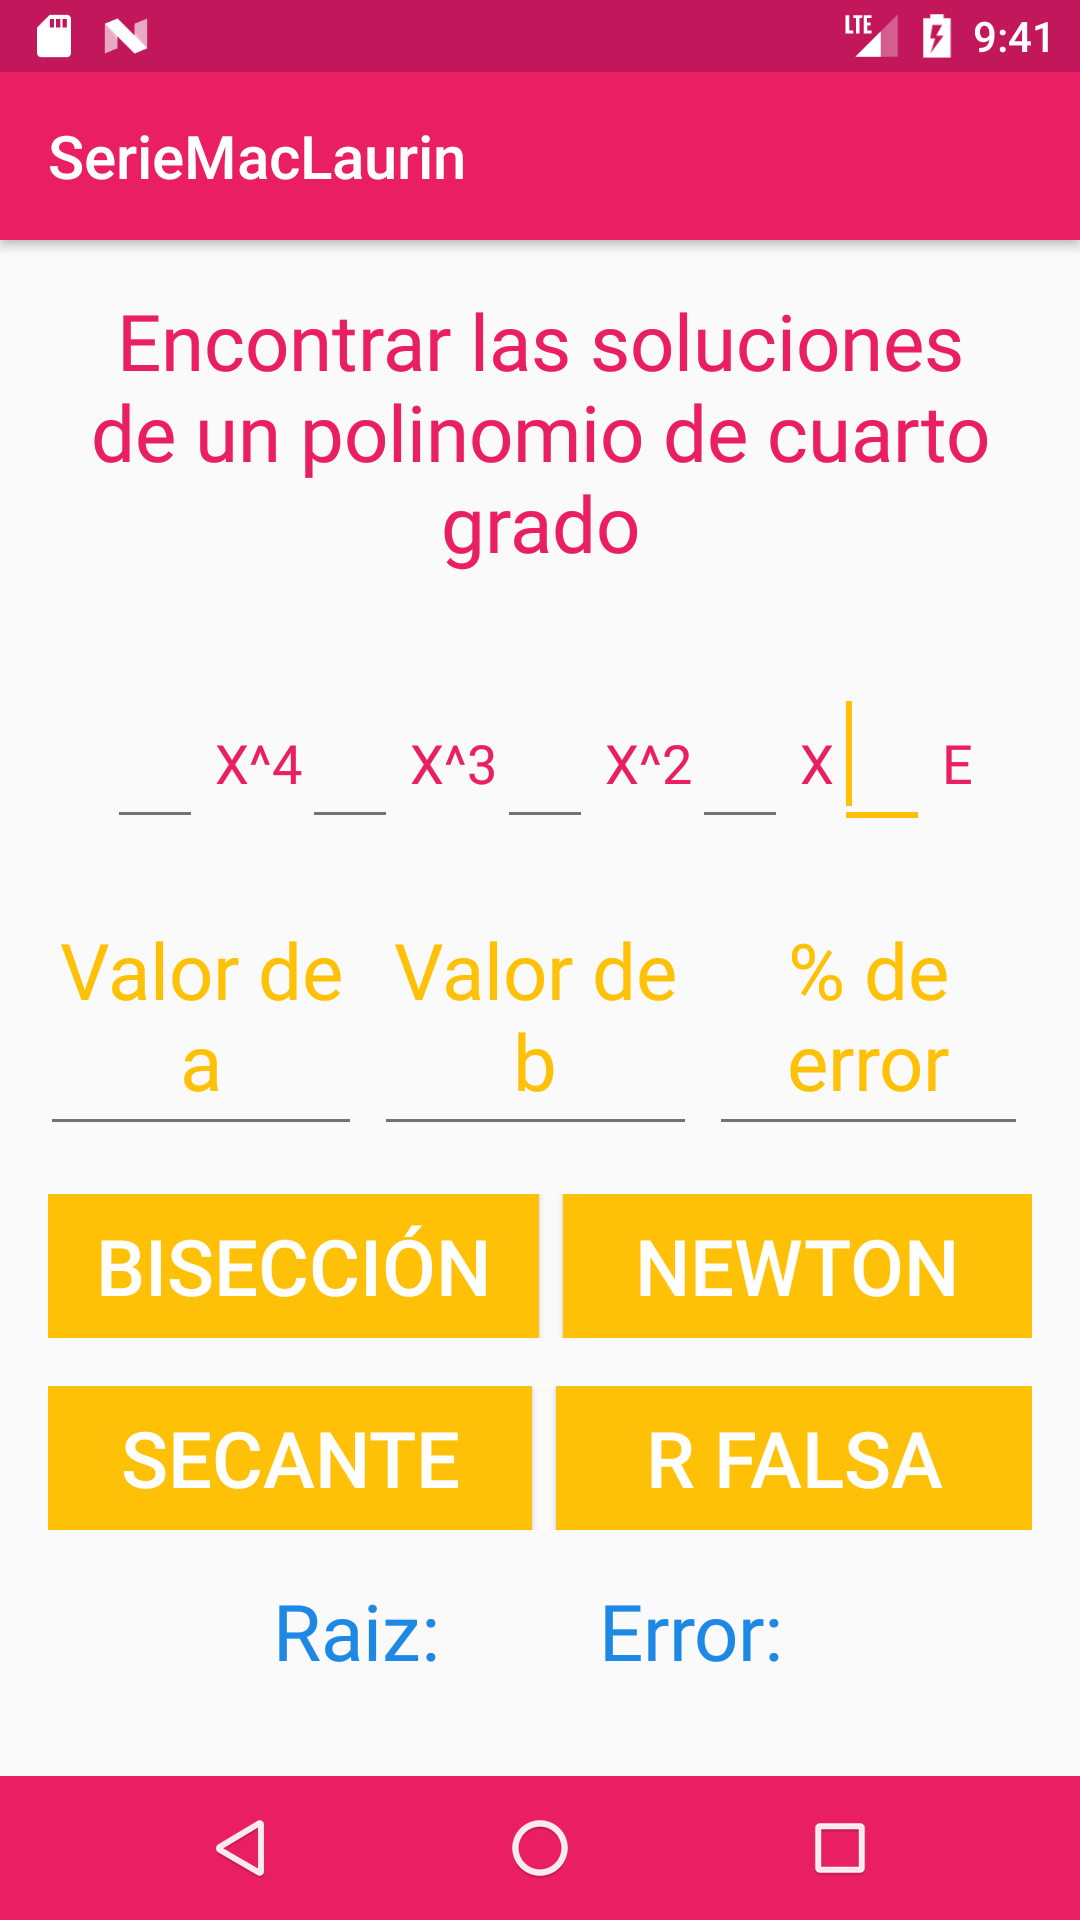 LTE 9:41
SerieMacLaurin
Encontrar las soluciones
de un polinomio de cuarto
grado
X^4 X^3 X^2 X E
Valor de a
Valor de b
% de error
BISECCIÓN NEWTON
SECANTE R FALSA
Raiz: Error: